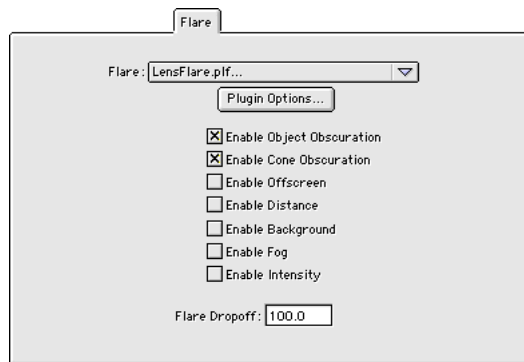 Flare
Flare: LensFlare.plf...
Plugin Options...
Enable Object Obscuration
Enable Cone Obscuration
Enable Offscreen
Enable Distance
Enable Background
Enable Fog
Enable Intensity
Flare Dropoff: 100.0